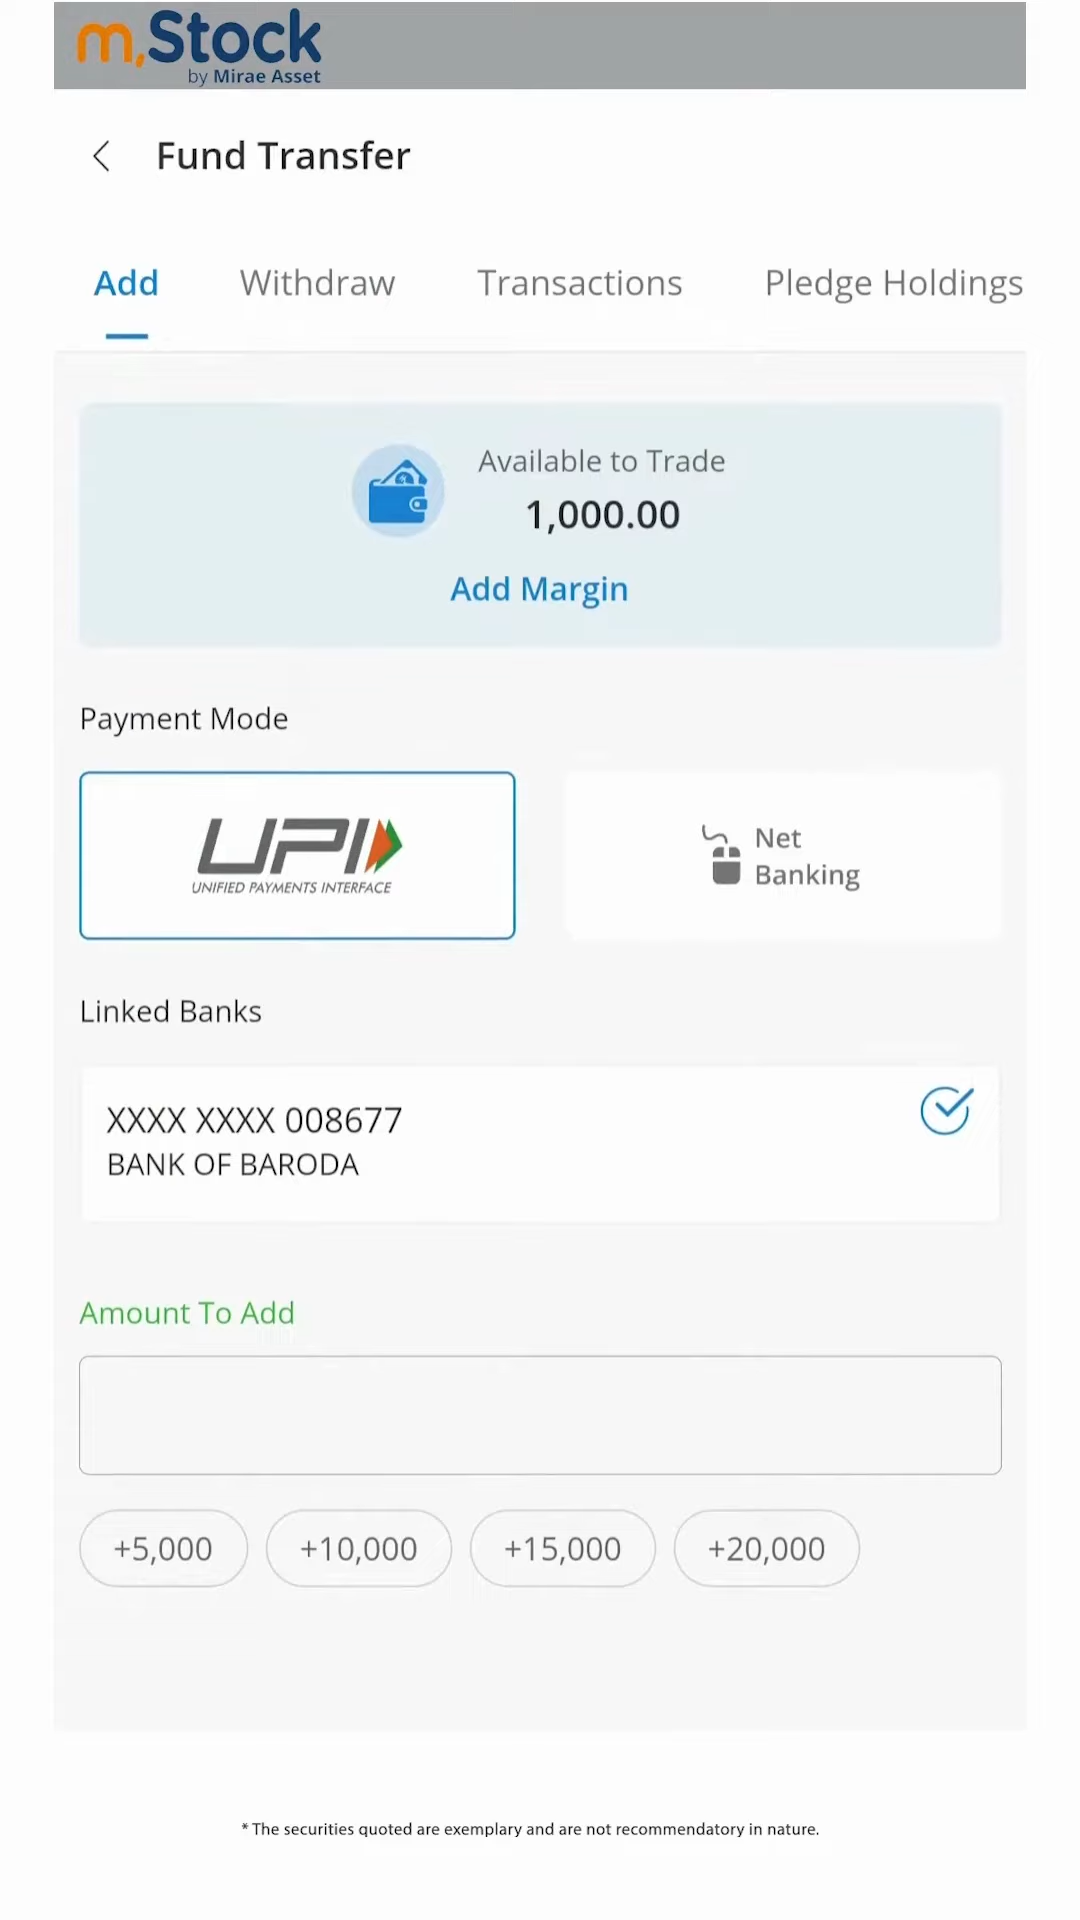 m.Stock
by Mirae Asset
Fund Transfer
Add Withdraw Transactions Pledge Holdings
Available to Trade
1,000.00
Add Margin
Payment Mode
UPI
UNIFIED PAYMENTS INTERFACE
Net
Banking
Linked Banks
XXXX XXXX 008677
BANK OF BARODA
Amount To Add
+5,000 +10,000 +15,000 +20,000
* The securities quoted are exemplary and are not recommendatory in nature.